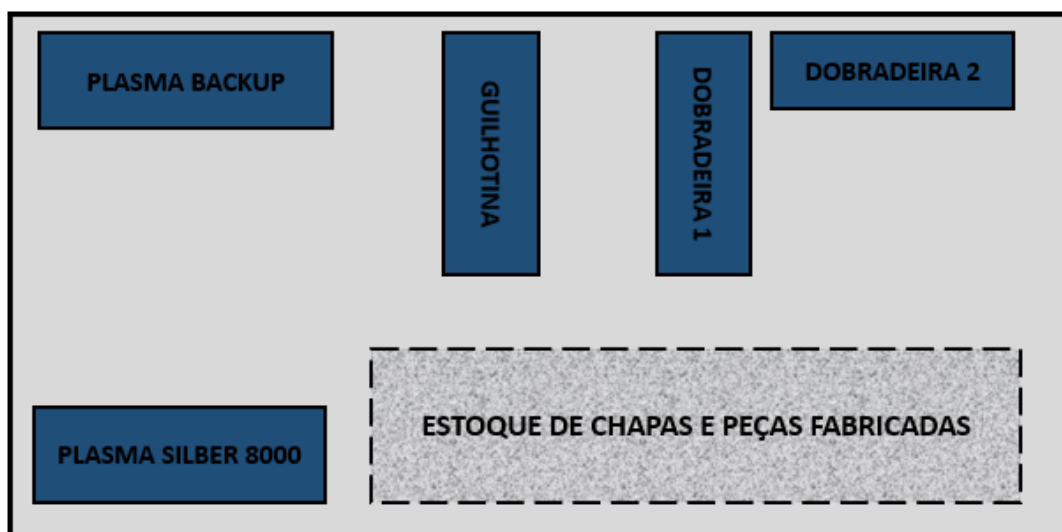 PLASMA BACKUP
GUILHOTINA
DOBRADEIRA 1
DOBRADEIRA 2
ESTOQUE DE CHAPAS E PEÇAS FABRICADAS
PLASMA SILBER 8000